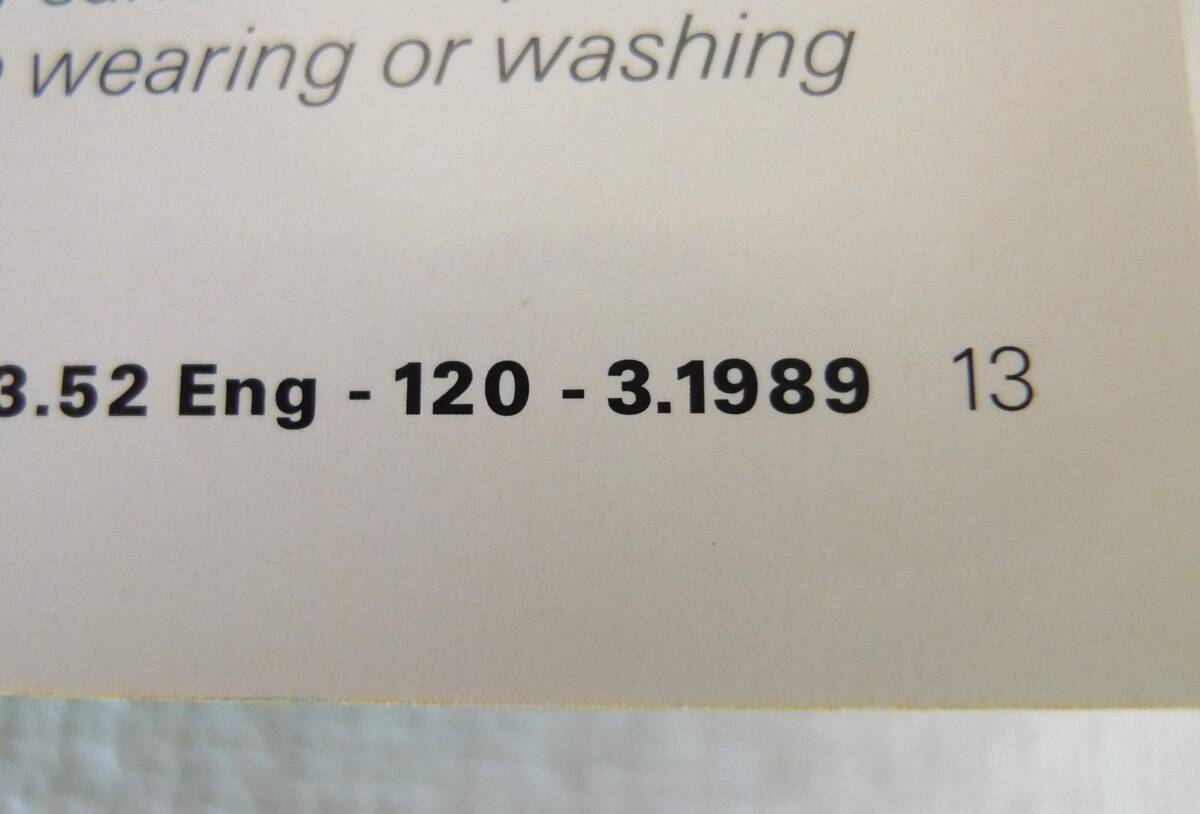 wearing or washing
3.52 Eng - 120 - 3.1989 13